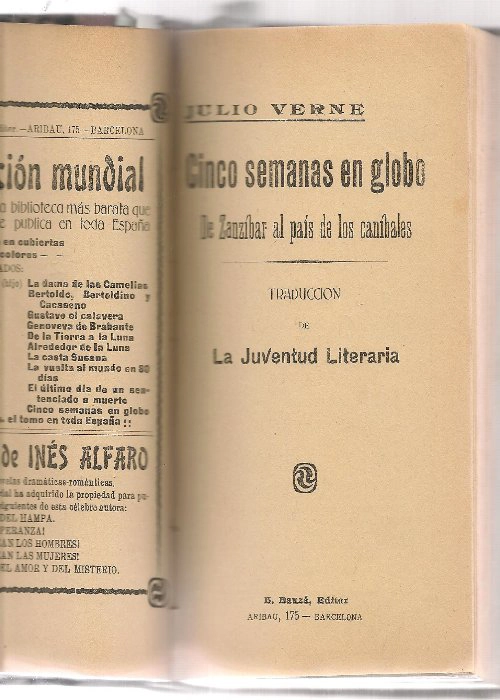 -ARIBAU, 175 - BARCELONA
ción mundial
a biblioteca más barata que
e publica en toda España
en cubiertas
colores - -
ADOS:
(hijo) La dama de las Camelias
Bertoldo, Bertoldino y
Cacaseno
Gustavo el calavera
Genoveva de Brabante
De la Tierra a la Luna
Alrededor de la Luna
La casta Susana
La vuelta al mundo en 80
días
El último día de un sen-
tenciado a muerte
Cinco semanas en globo
. el tomo en toda España !!
de INÉS ALFARO
ovelas dramáticas-románticas.
ial ha adquirido la propiedad para pu-
siguientes de esta célebre autora:
DEL HAMPA.
PERANZA!
AN LOS HOMBRES!
AN LAS MUJERES!
EL AMOR Y DEL MISTERIO.
JULIO VERNE
Cinco semanas en globo
De Zanzíbar al país de los caníbales
TRADUCCION
DE
La Juventud Literaria
B. Bauzá, Editor
ARIBAU, 175 — BARCELONA